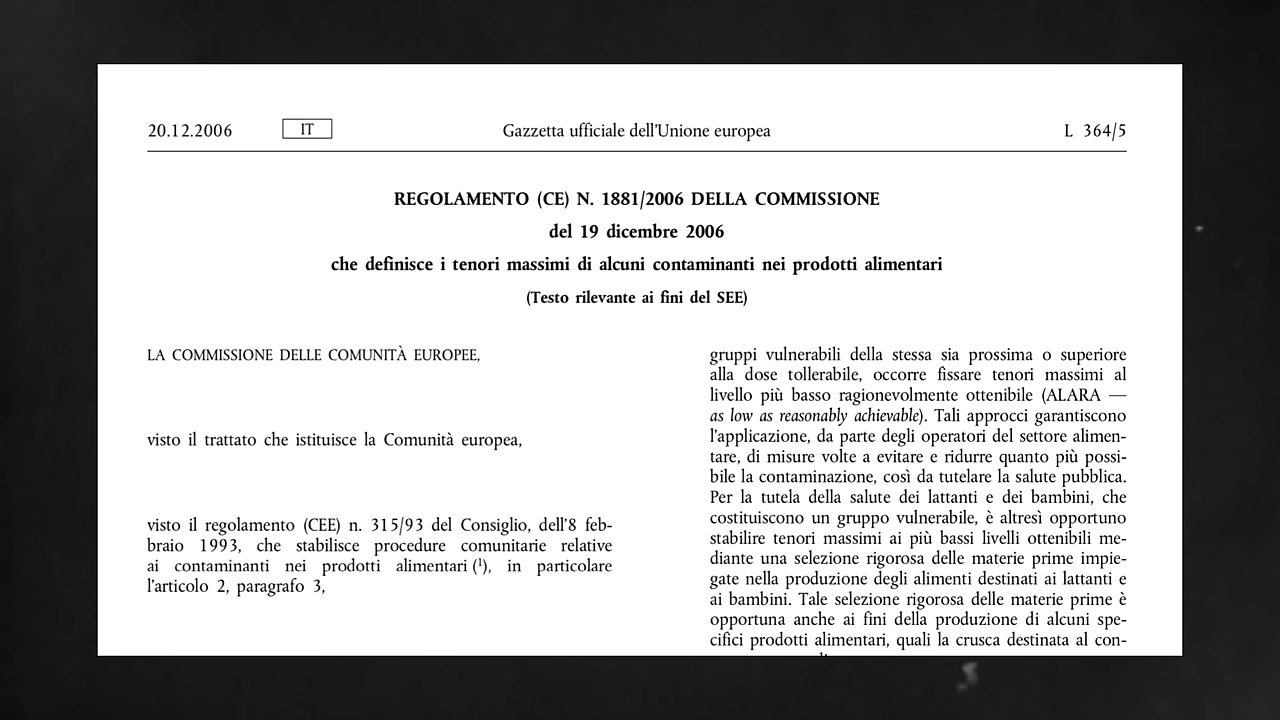 20.12.2006 IT Gazzetta ufficiale dell'Unione europea L 364/5
REGOLAMENTO (CE) N. 1881/2006 DELLA COMMISSIONE
del 19 dicembre 2006
che definisce i tenori massimi di alcuni contaminanti nei prodotti alimentari
(Testo rilevante ai fini del SEE)
LA COMMISSIONE DELLE COMUNITÀ EUROPEE,
visto il trattato che istituisce la Comunità europea,
visto il regolamento (CEE) n. 315/93 del Consiglio, dell'8 feb-
braio 1993, che stabilisce procedure comunitarie relative
ai contaminanti nei prodotti alimentari (¹), in particolare
l'articolo 2, paragrafo 3,
gruppi vulnerabili della stessa sia prossima o superiore
alla dose tollerabile, occorre fissare tenori massimi al
livello più basso ragionevolmente ottenibile (ALARA —
as low as reasonably achievable). Tali approcci garantiscono
l'applicazione, da parte degli operatori del settore alimen-
tare, di misure volte a evitare e ridurre quanto più possi-
bile la contaminazione, così da tutelare la salute pubblica.
Per la tutela della salute dei lattanti e dei bambini, che
costituiscono un gruppo vulnerabile, è altresì opportuno
stabilire tenori massimi ai più bassi livelli ottenibili me-
diante una selezione rigorosa delle materie prime impie-
gate nella produzione degli alimenti destinati ai lattanti e
ai bambini. Tale selezione rigorosa delle materie prime è
opportuna anche ai fini della produzione di alcuni spe-
cifici prodotti alimentari, quali la crusca destinata al con-